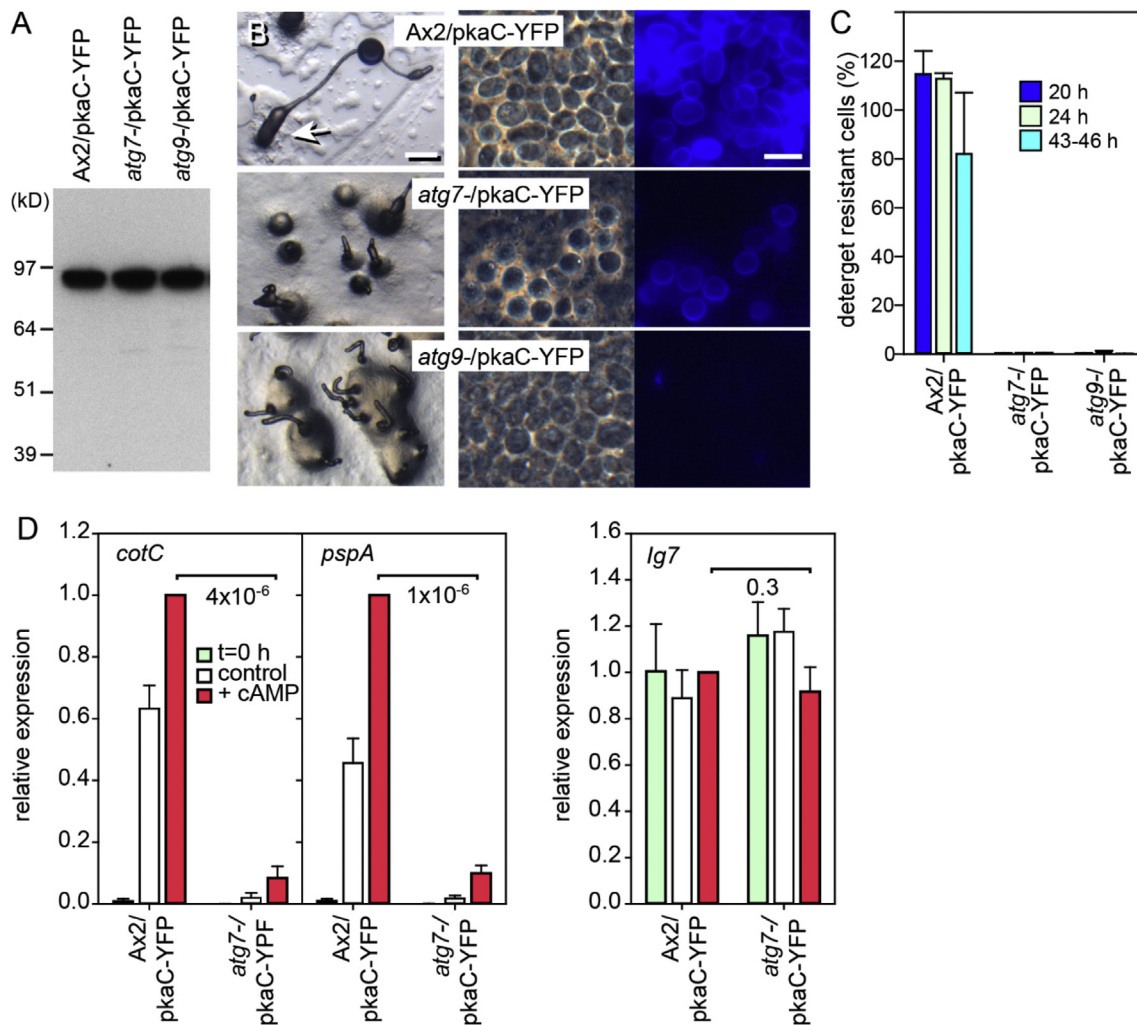 A
Ax2/pkaC-YFP
atg7-/pkaC-YFP
atg9-/pkaC-YFP
(kD)
97
64
51
39
B
Ax2/pkaC-YFP
atg7-/pkaC-YFP
atg9-/pkaC-YFP
C
deterget resistant cells (%)
120
100
80
60
40
20
0
20 h
24 h
43-46 h
Ax2/
pkaC-YFP
atg7-/
pkaC-YFP
atg9-/
pkaC-YFP
D
relative expression
1.2
1.0
0.8
0.6
0.4
0.2
0.0
cotC
4x10-6
t=0 h
control
+ cAMP
pspA
1x10-6
Ax2/
pkaC-YFP
atg7-/
pkaC-YPF
Ax2/
pkaC-YFP
atg7-/
pkaC-YFP
relative expression
1.6
1.4
1.2
1.0
0.8
0.6
0.4
0.2
0.0
Ig7
0.3
Ax2/
pkaC-YFP
atg7-/
pkaC-YFP